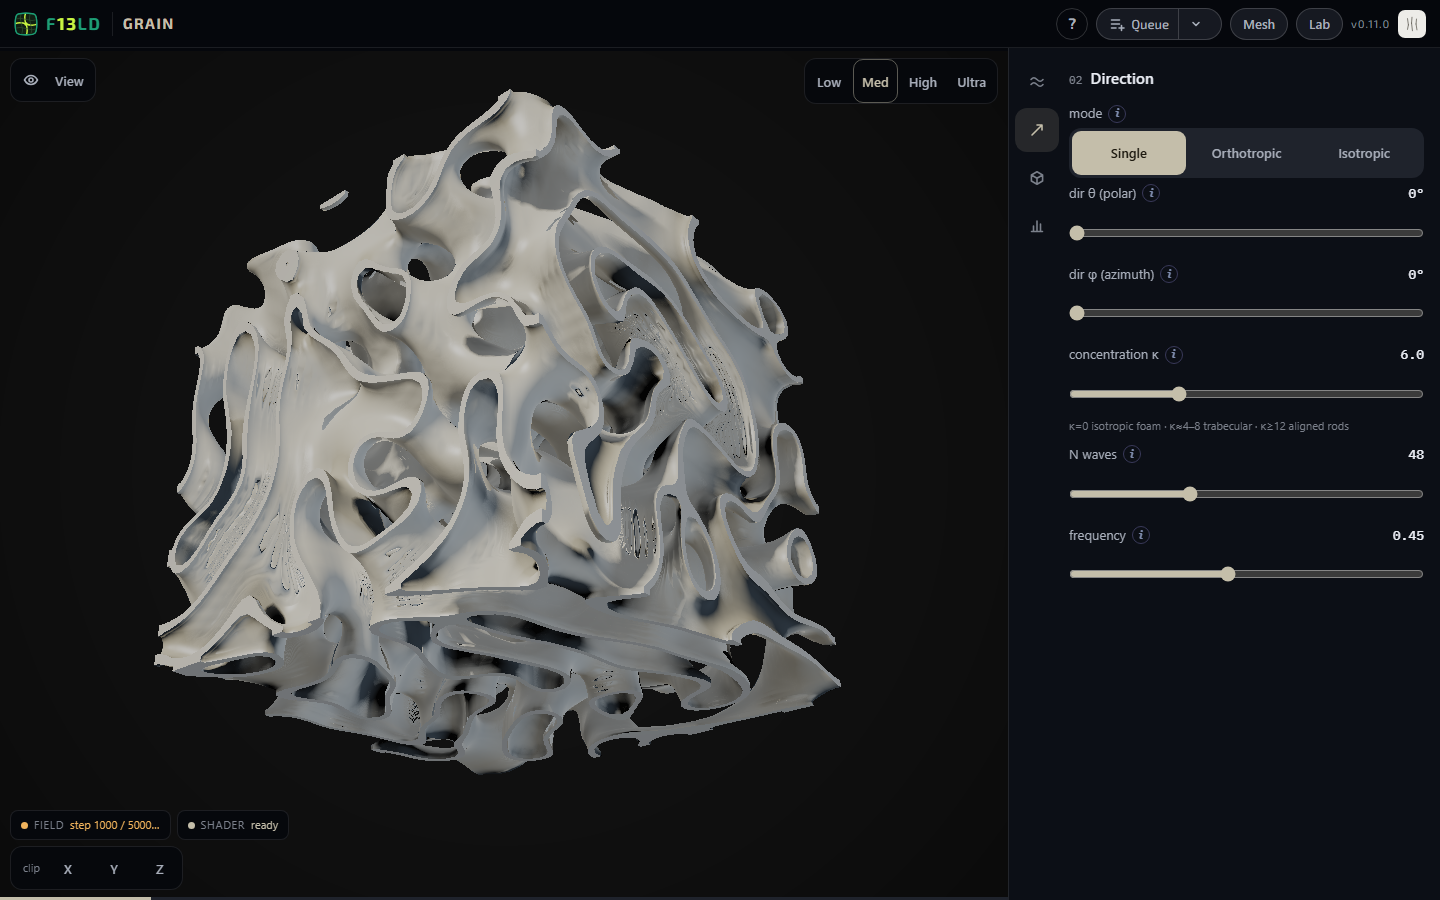 F13LD GRAIN
? Queue Mesh Lab v0.11.0
View
Low Med High Ultra
02 Direction
mode i
Single Orthotropic Isotropic
dir θ (polar) i 0°
dir φ (azimuth) i 0°
concentration κ i 6.0
κ=0 isotropic foam · κ≈4–8 trabecular · κ≥12 aligned rods
N waves i 48
frequency i 0.45
FIELD step 1000 / 5000... SHADER ready
clip X Y Z